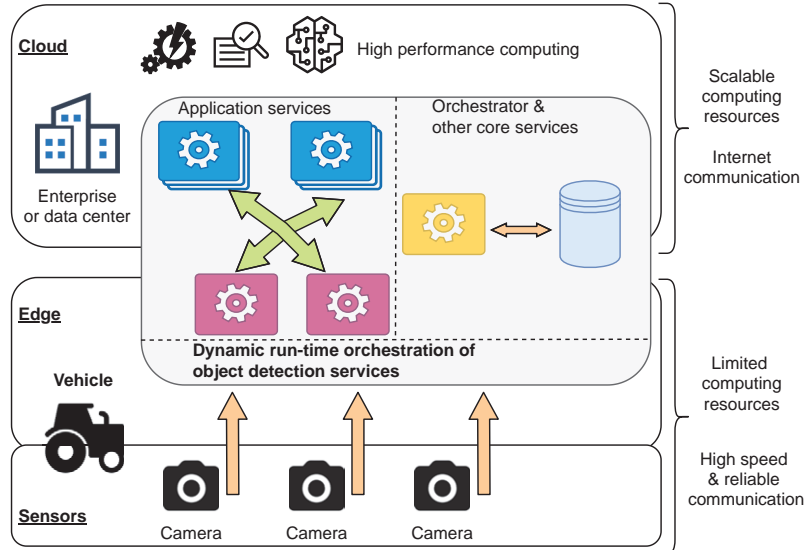 Cloud
High performance computing
Enterprise
or data center
Application services
Orchestrator &
other core services
Scalable
computing
resources
Internet
communication
Edge
Vehicle
Dynamic run-time orchestration of
object detection services
Limited
computing
resources
High speed
& reliable
communication
Sensors
Camera
Camera
Camera